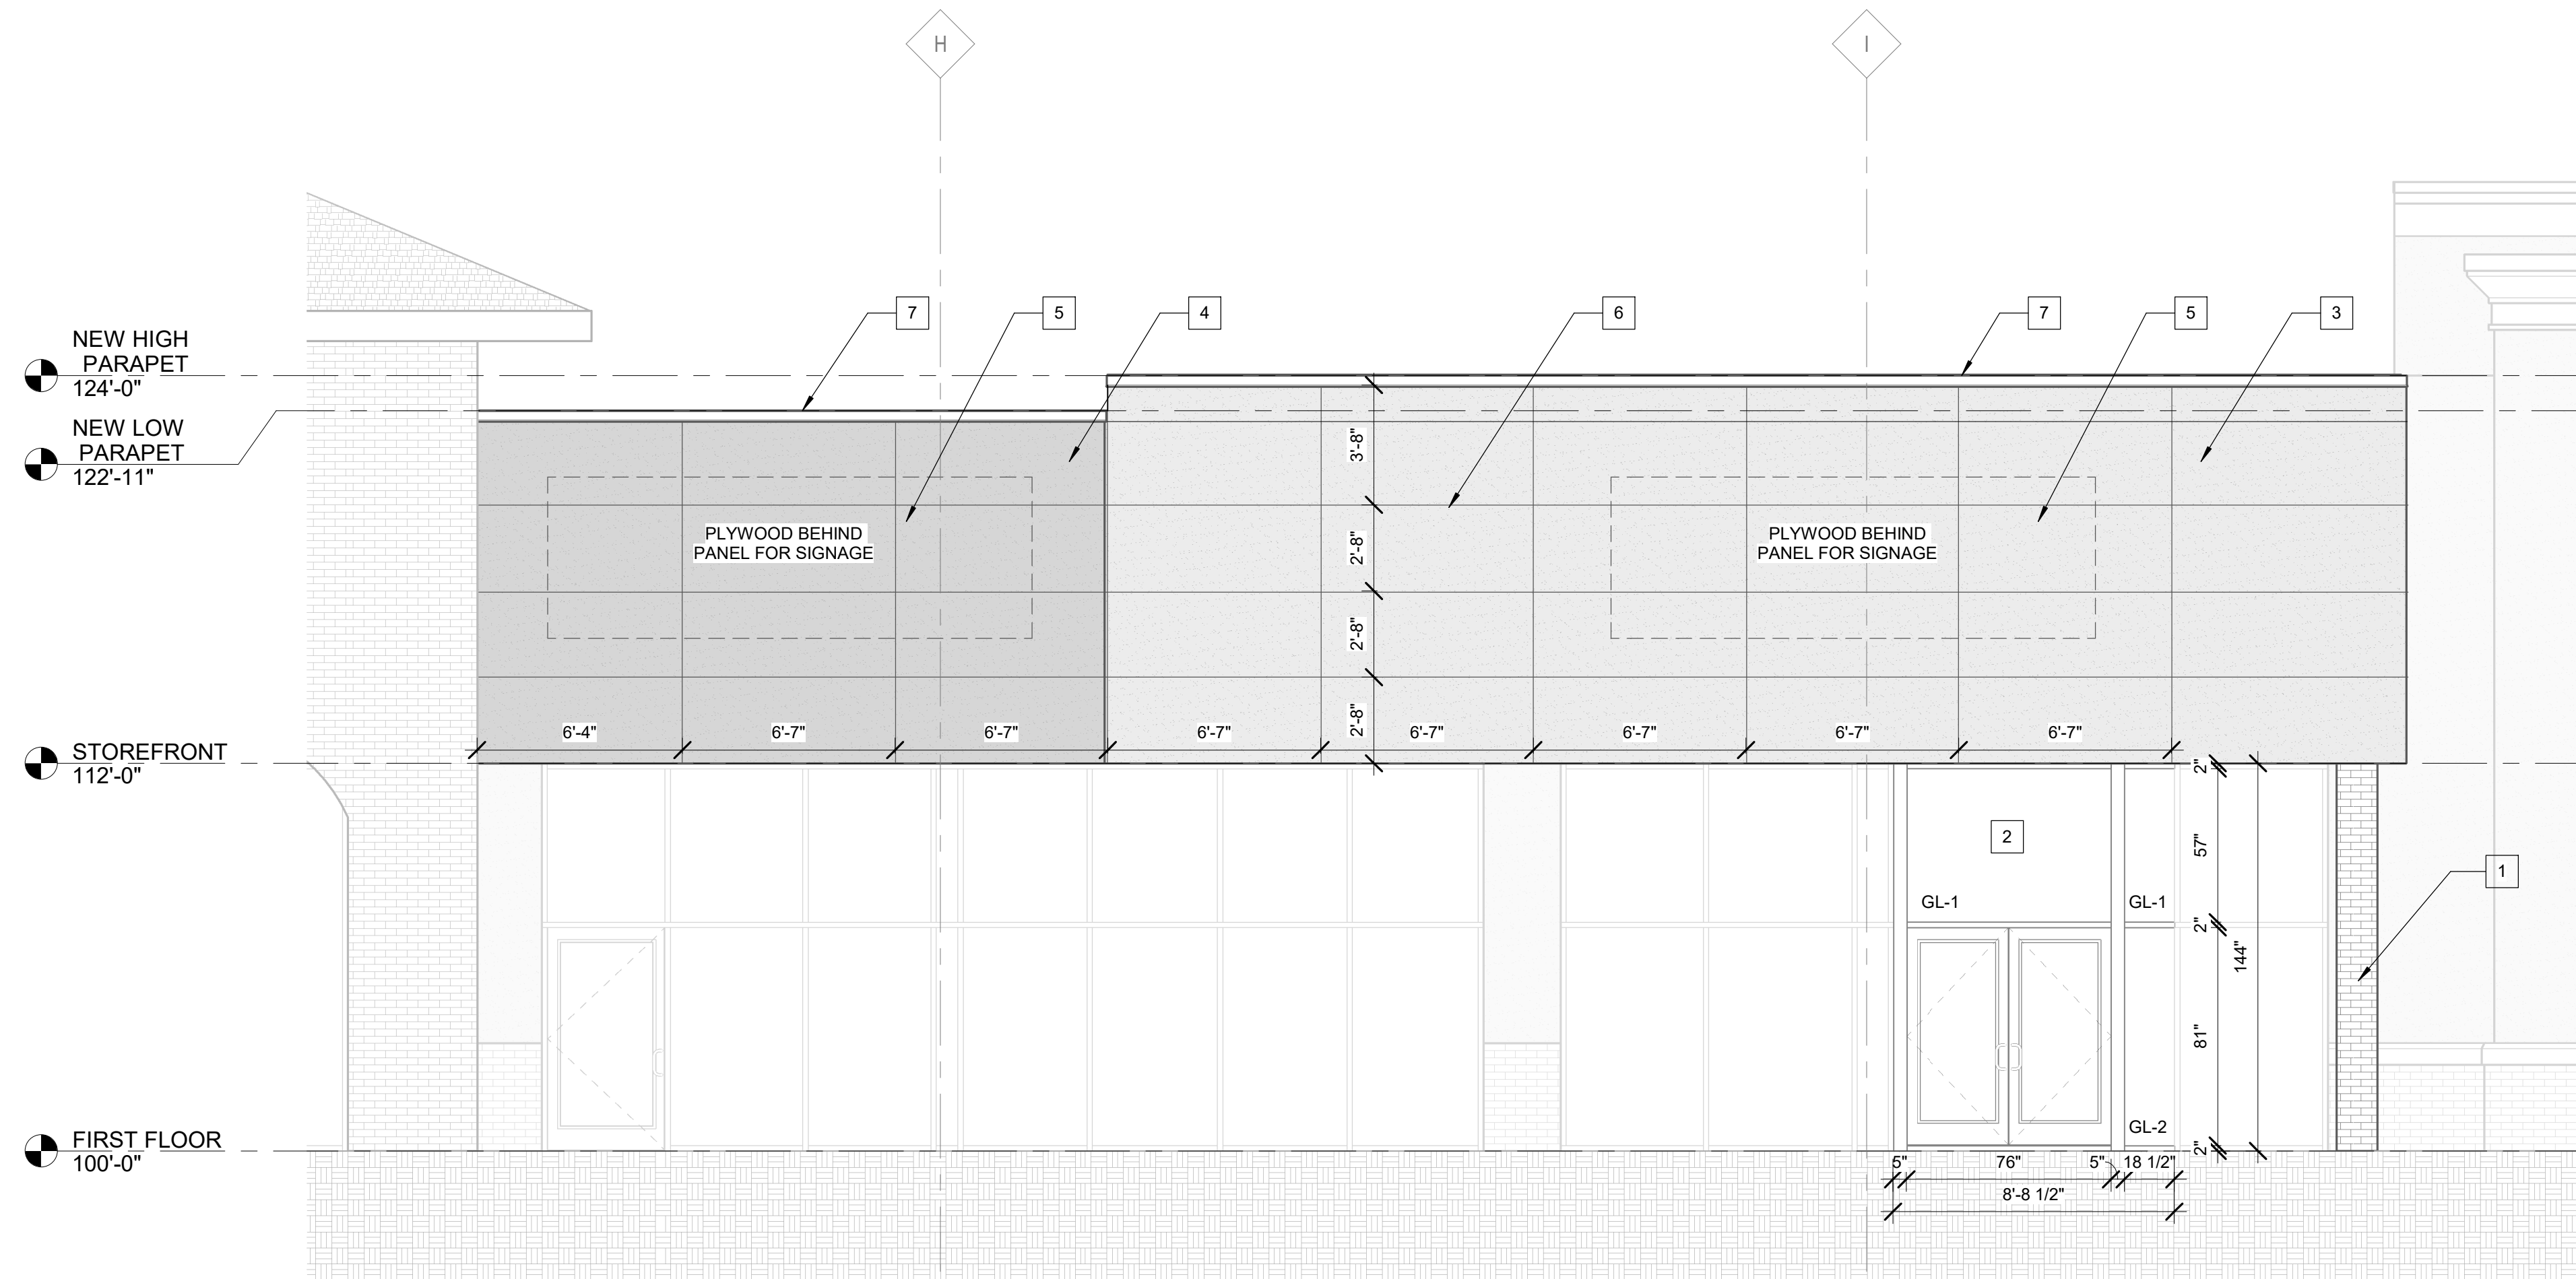 H
I
7
5
4
6
7
5
3
NEW HIGH
PARAPET
124'-0"
NEW LOW
PARAPET
122'-11"
3'-8"
PLYWOOD BEHIND
PANEL FOR SIGNAGE
2'-8"
PLYWOOD BEHIND
PANEL FOR SIGNAGE
2'-8"
2'-8"
6'-4"
6'-7"
6'-7"
6'-7"
6'-7"
6'-7"
6'-7"
6'-7"
STOREFRONT
112'-0"
2"
2
57"
1
GL-1
GL-1
2"
144"
81"
GL-2
FIRST FLOOR
100'-0"
2"
5"
76"
5"
18 1/2"
8'-8 1/2"